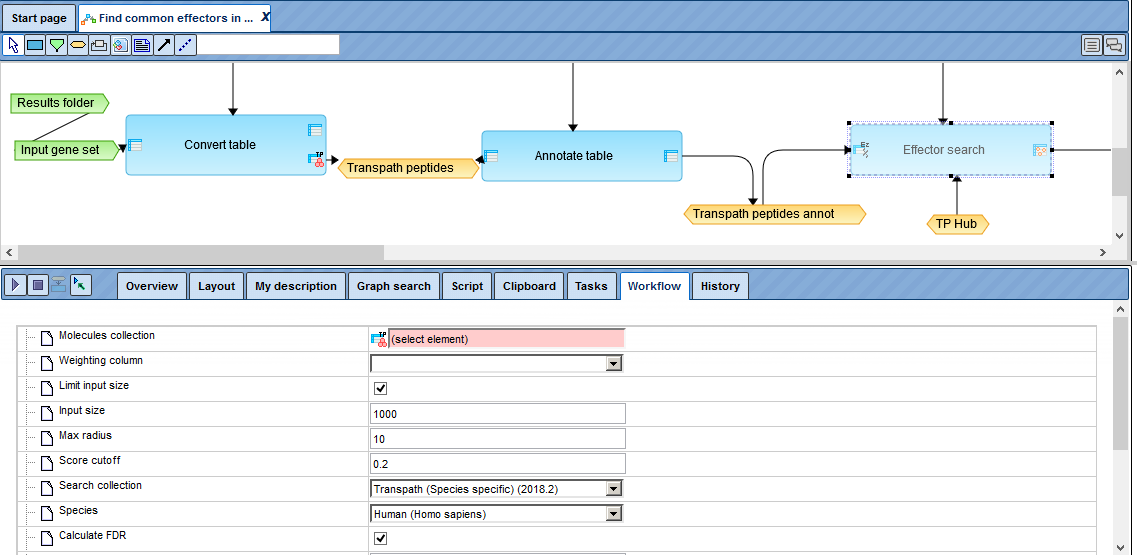 Start page
Find common effectors in ... X
Results folder
Input gene set
Convert table
TP
Transpath peptides
Annotate table
Transpath peptides annot
Ez
Effector search
TP Hub
Overview Layout My description Graph search Script Clipboard Tasks Workflow History
Molecules collection TP (select element)
Weighting column
Limit input size
Input size 1000
Max radius 10
Score cutoff 0.2
Search collection Transpath (Species specific) (2018.2)
Species Human (Homo sapiens)
Calculate FDR